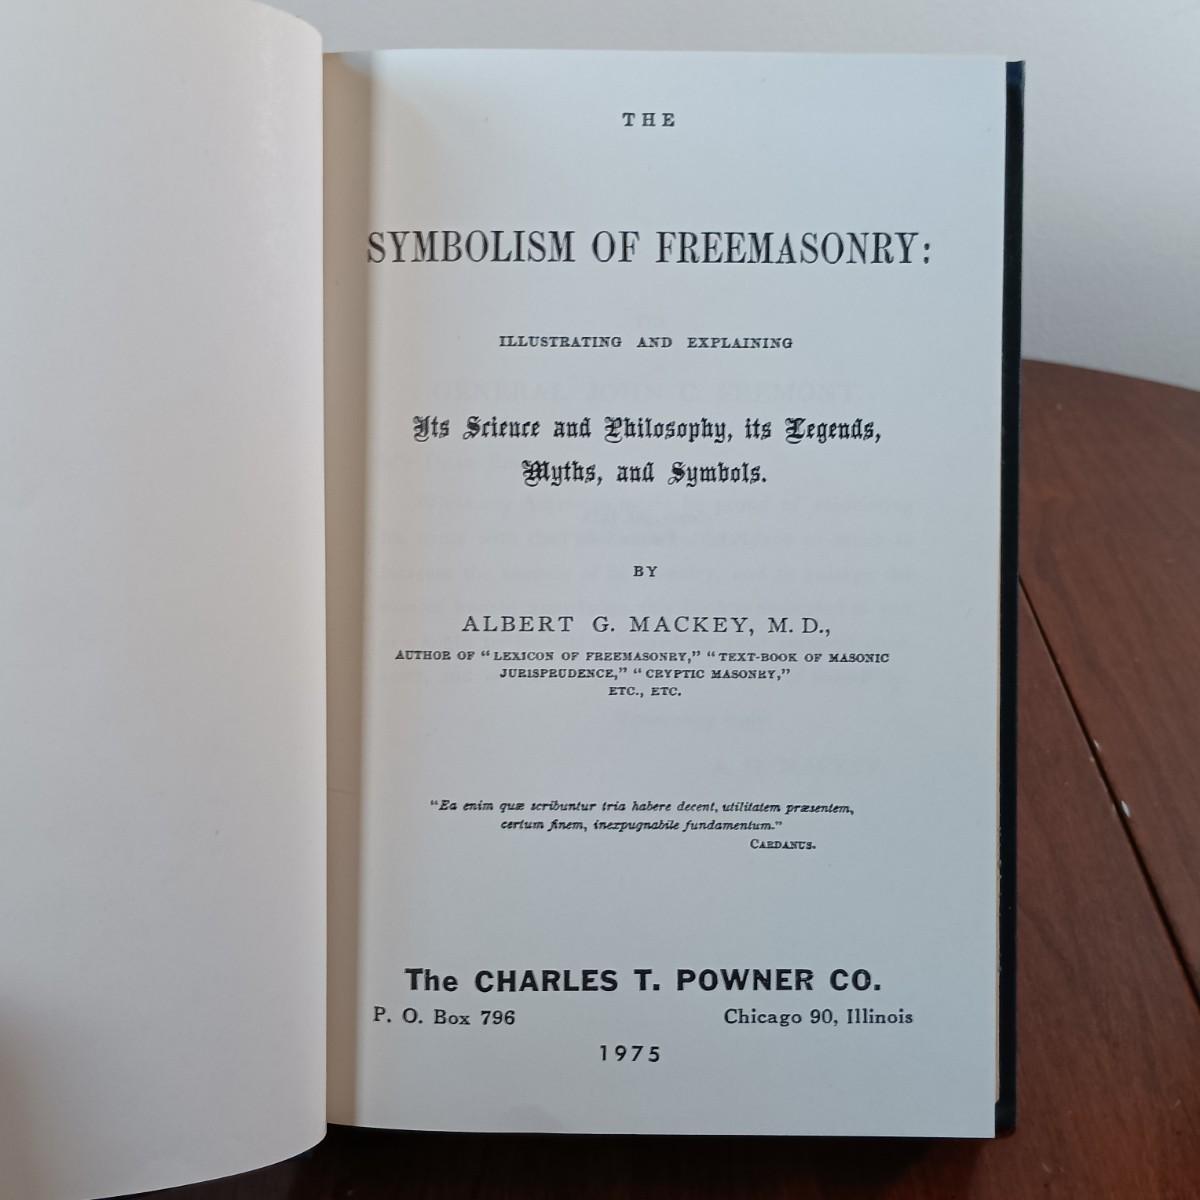 THE
SYMBOLISM OF FREEMASONRY:
ILLUSTRATING AND EXPLAINING
Its Science and Philosophy, its Legends,
Myths, and Symbols.
BY
ALBERT G. MACKEY, M. D.,
AUTHOR OF "LEXICON OF FREEMASONRY," "TEXT-BOOK OF MASONIC
JURISPRUDENCE," "CRYPTIC MASONRY,"
ETC., ETC.
"Ea enim quæ scribuntur tria habere decent, utilitatem præsentem,
certum finem, inexpugnabile fundamentum."
CARDANUS.
The CHARLES T. POWNER CO.
P. O. Box 796 Chicago 90, Illinois
1975